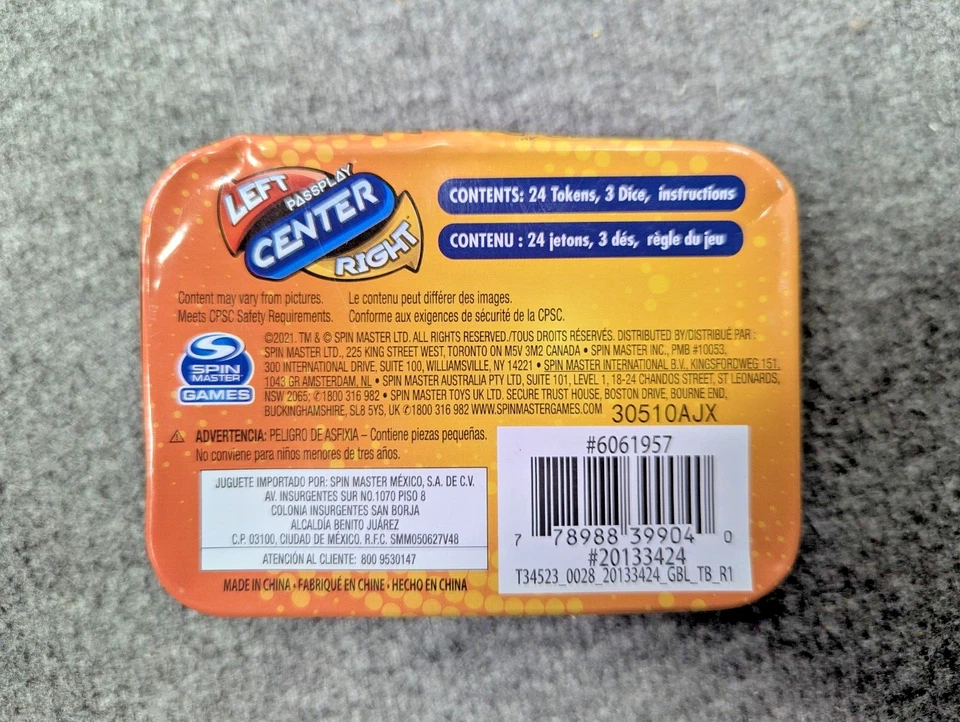 LEFT
PASSPLAY
CENTER
RIGHT
CONTENTS: 24 Tokens, 3 Dice, instructions
CONTENU : 24 jetons, 3 dés, règle du jeu
Content may vary from pictures. Le contenu peut différer des images.
Meets CPSC Safety Requirements. Conforme aux exigences de sécurité de la CPSC.
SPIN
MASTER
GAMES
©2021. TM & © SPIN MASTER LTD. ALL RIGHTS RESERVED./TOUS DROITS RÉSERVÉS. DISTRIBUTED BY/DISTRIBUÉ PAR :
SPIN MASTER LTD., 225 KING STREET WEST, TORONTO ON M5V 3M2 CANADA • SPIN MASTER INC., PMB #10053,
300 INTERNATIONAL DRIVE, SUITE 100, WILLIAMSVILLE, NY 14221 • SPIN MASTER INTERNATIONAL B.V., KINGSFORDWEG 151,
1043 GR AMSTERDAM, NL • SPIN MASTER AUSTRALIA PTY LTD, SUITE 101, LEVEL 1, 18-24 CHANDOS STREET, ST LEONARDS,
NSW 2065; ✆1800 316 982 • SPIN MASTER TOYS UK LTD. SECURE TRUST HOUSE, BOSTON DRIVE, BOURNE END,
BUCKINGHAMSHIRE, SL8 5YS, UK ✆1800 316 982 WWW.SPINMASTERGAMES.COM 30510AJX
⚠ ADVERTENCIA: PELIGRO DE ASFIXIA – Contiene piezas pequeñas.
No conviene para niños menores de tres años.
JUGUETE IMPORTADO POR: SPIN MASTER MÉXICO, S.A. DE C.V.
AV. INSURGENTES SUR NO.1070 PISO 8
COLONIA INSURGENTES SAN BORJA
ALCALDÍA BENITO JUÁREZ
C.P. 03100, CIUDAD DE MÉXICO. R.F.C. SMM050627V48
ATENCIÓN AL CLIENTE: 800 9530147
MADE IN CHINA • FABRIQUÉ EN CHINE • HECHO EN CHINA
#6061957
7 78988 39904 0
#20133424
T34523_0028_20133424_GBL_TB_R1